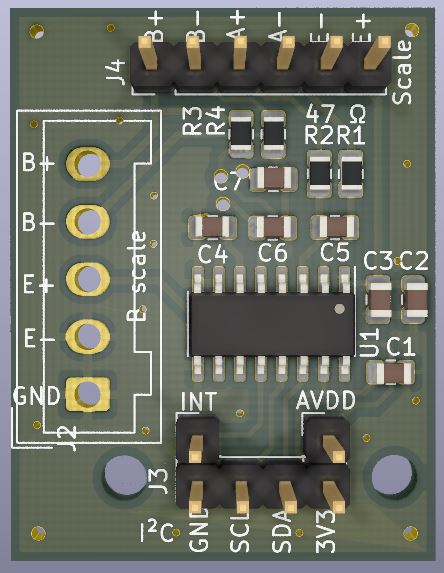 B+ B- A+ A- E- E+
J4
Scale
R3
R4
47 Ω
R2 R1
C7
B+
B-
E+
E-
GND
B scale
J2
C4 C6 C5
C3 C2
U1
C1
INT AVDD
J3
I²C
GND SCL SDA 3V3